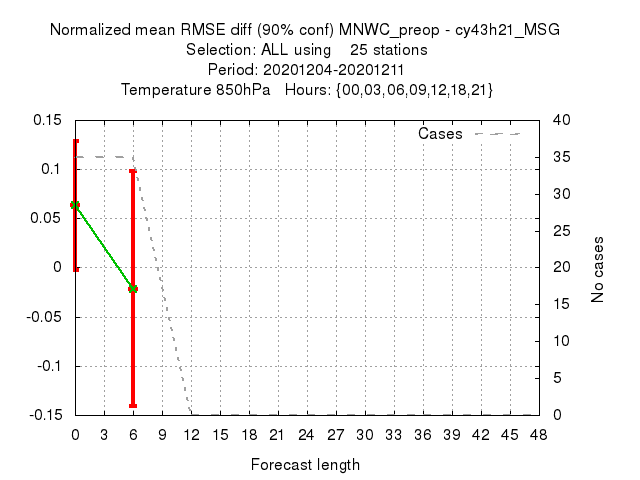 Normalized mean RMSE diff (90% conf) MNWC_preop - cy43h21_MSG
Selection: ALL using    25 stations
Period: 20201204-20201211
Temperature 850hPa   Hours: {00,03,06,09,12,18,21}
Cases
0.15
0.1
0.05
0
-0.05
-0.1
-0.15
40
35
30
25
20
15
10
5
0
No cases
0 3 6 9 12 15 18 21 24 27 30 33 36 39 42 45 48
Forecast length